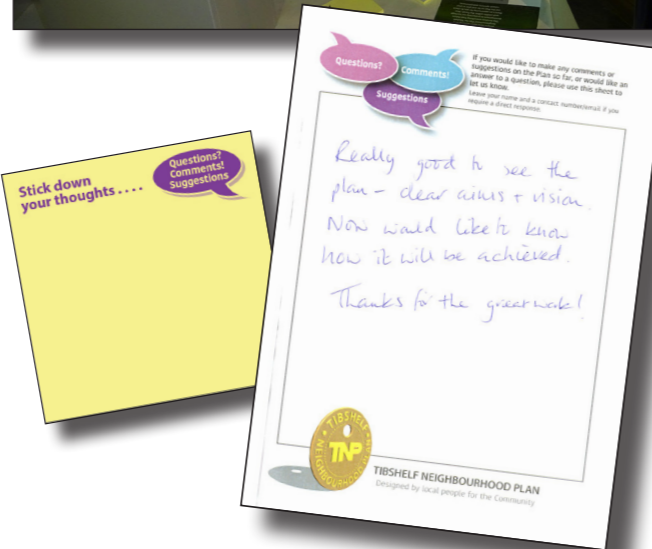 Questions?
Comments!
Suggestions
If you would like to make any comments or
suggestions on the Plan so far, or would like an
answer to a question, please use this sheet to
let us know.
Leave your name and a contact number/email if you
require a direct response.
Really good to see the
plan – clear aims + vision.
Now would like to know
how it will be achieved.
Thanks for the great work!
Stick down
your thoughts . . . .
Questions?
Comments!
Suggestions
TIBSHELF
NEIGHBOURHOOD
TNP
TIBSHELF NEIGHBOURHOOD PLAN
Designed by local people for the Community